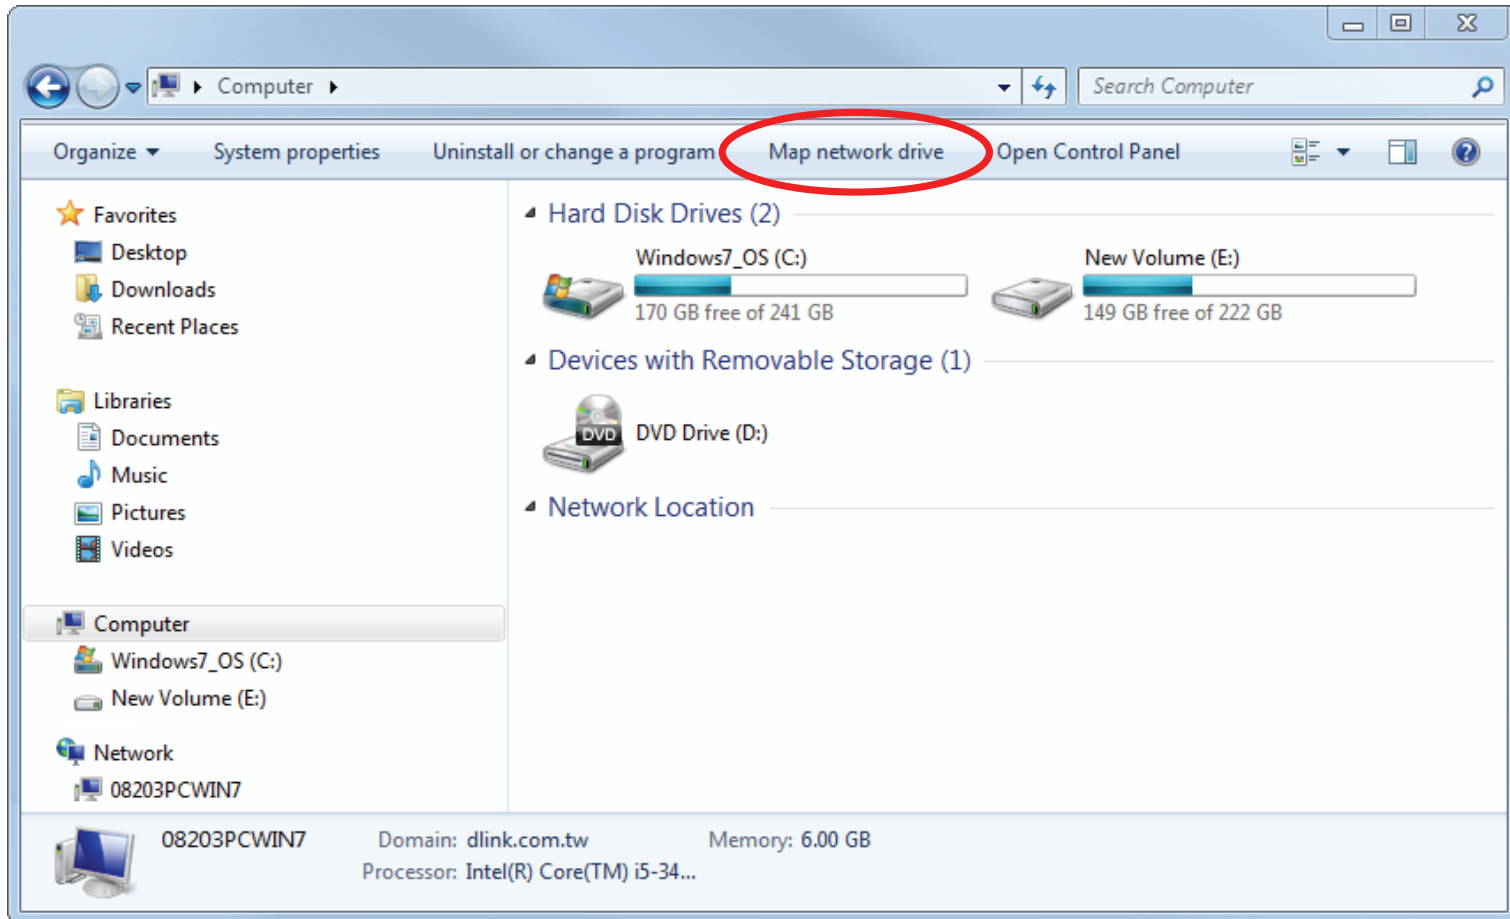 Computer
Search Computer
Organize
System properties
Uninstall or change a program
Map network drive
Open Control Panel
Favorites
Desktop
Downloads
Recent Places
Libraries
Documents
Music
Pictures
Videos
Computer
Windows7_OS (C:)
New Volume (E:)
Network
08203PCWIN7
Hard Disk Drives (2)
Windows7_OS (C:)
170 GB free of 241 GB
New Volume (E:)
149 GB free of 222 GB
Devices with Removable Storage (1)
DVD
DVD Drive (D:)
Network Location
08203PCWIN7
Domain: dlink.com.tw
Memory: 6.00 GB
Processor: Intel(R) Core(TM) i5-34...